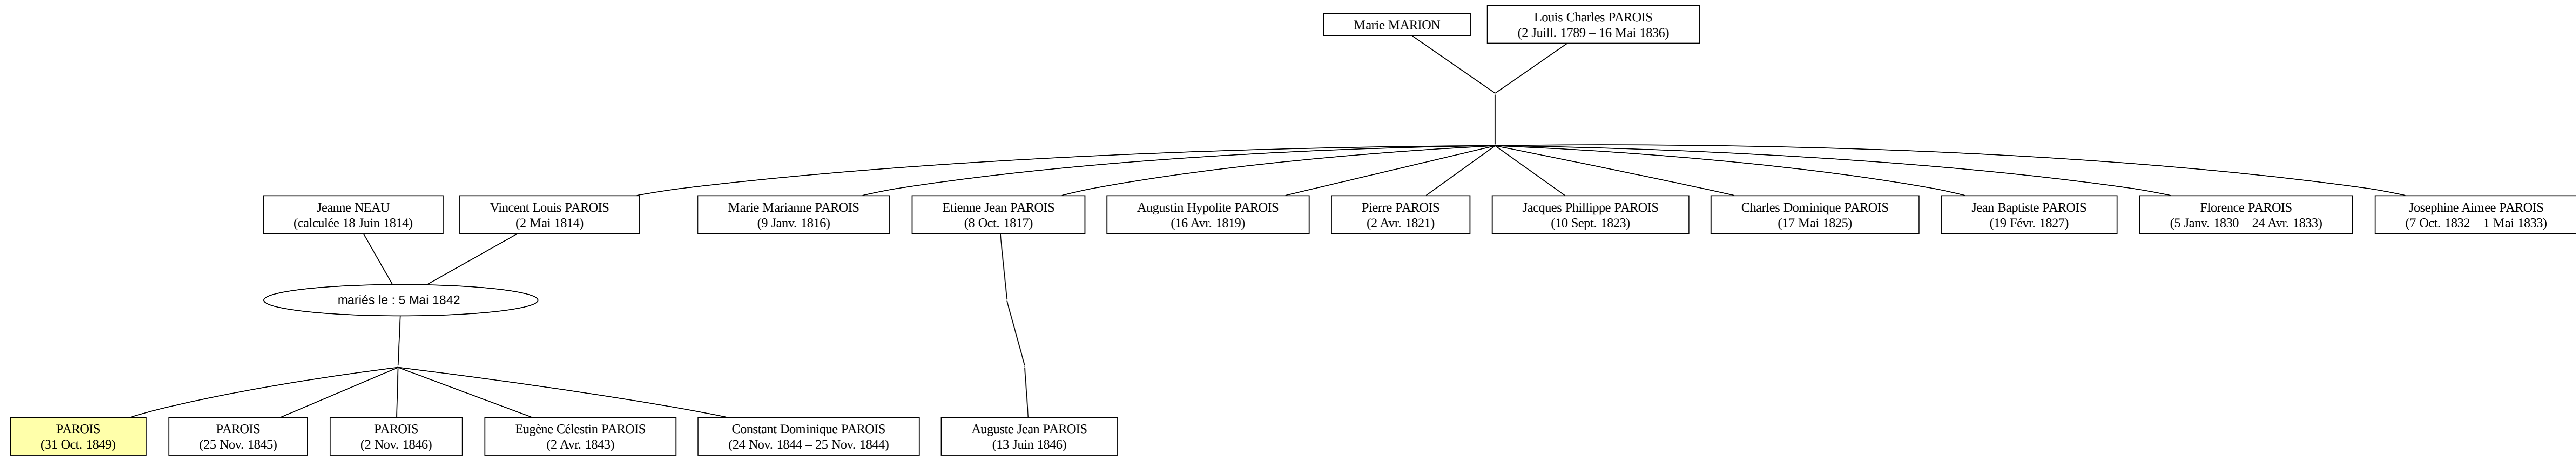 Marie MARION
Louis Charles PAROIS
(2 Juill. 1789 – 16 Mai 1836)
Jeanne NEAU
(calculée 18 Juin 1814)
Vincent Louis PAROIS
(2 Mai 1814)
Marie Marianne PAROIS
(9 Janv. 1816)
Etienne Jean PAROIS
(8 Oct. 1817)
Augustin Hypolite PAROIS
(16 Avr. 1819)
Pierre PAROIS
(2 Avr. 1821)
Jacques Phillippe PAROIS
(10 Sept. 1823)
Charles Dominique PAROIS
(17 Mai 1825)
Jean Baptiste PAROIS
(19 Févr. 1827)
Florence PAROIS
(5 Janv. 1830 – 24 Avr. 1833)
Josephine Aimee PAROIS
(7 Oct. 1832 – 1 Mai 1833)
mariés le : 5 Mai 1842
PAROIS
(31 Oct. 1849)
PAROIS
(25 Nov. 1845)
PAROIS
(2 Nov. 1846)
Eugène Célestin PAROIS
(2 Avr. 1843)
Constant Dominique PAROIS
(24 Nov. 1844 – 25 Nov. 1844)
Auguste Jean PAROIS
(13 Juin 1846)